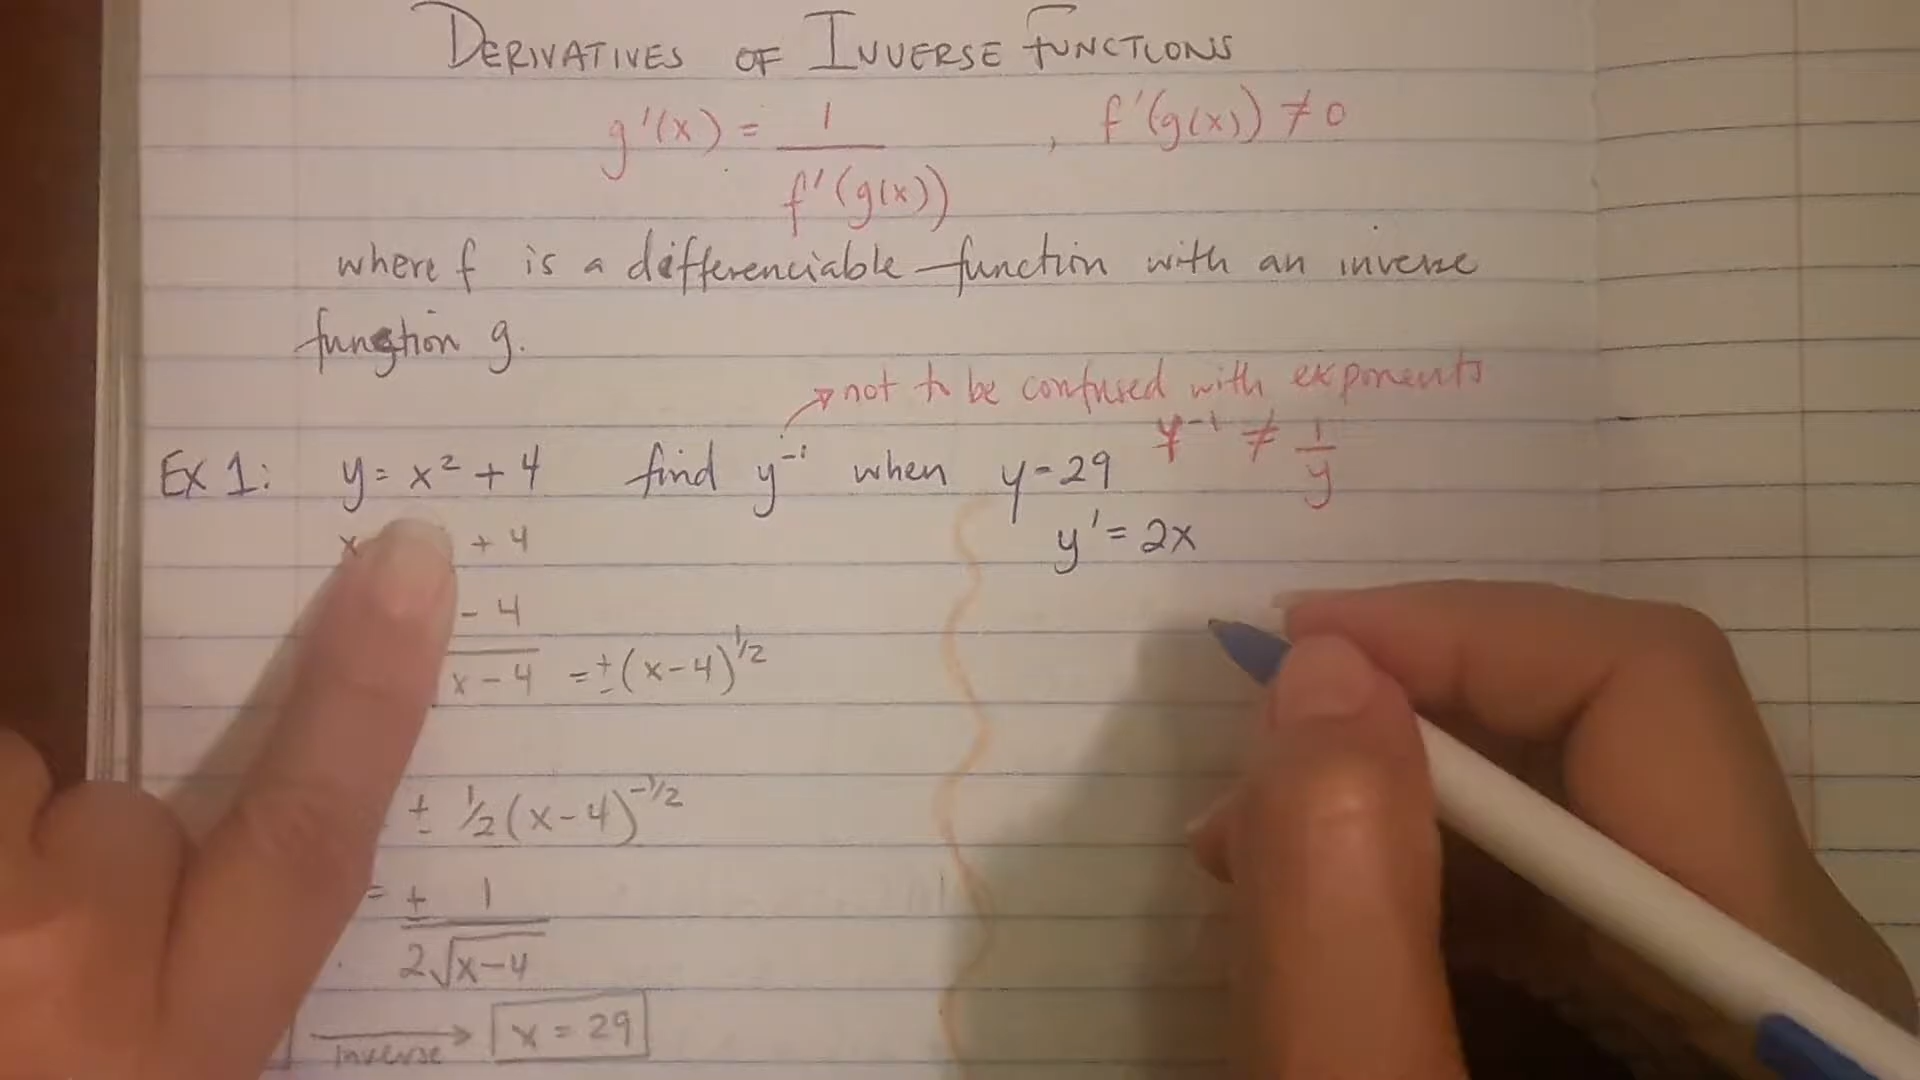 DERIVATIVES OF INVERSE FUNCTIONS
g'(x) = 1 / f'(g(x)) , f'(g(x)) ≠ 0
where f is a differenciable function with an inverse
function g.
not to be confused with exponents
Ex 1: y = x² + 4 find y⁻¹ when y = 29 y⁻¹ ≠ 1/y
x + 4 y' = 2x
- 4
x - 4 = ± (x - 4)^1/2
± 1/2 (x - 4)^-1/2
= ± 1 / 2√x-4
inverse → x = 29